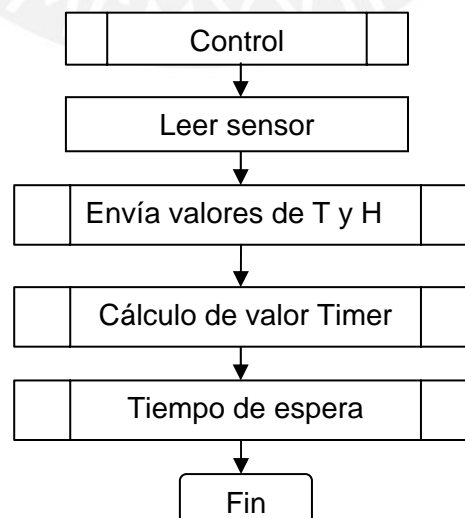 Control
Leer sensor
Envía valores de T y H
Cálculo de valor Timer
Tiempo de espera
Fin